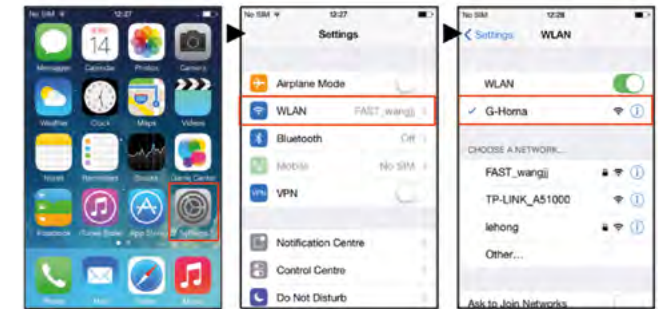 No SIM 12:27
14
Messages Calendar Photos Camera
Weather Clock Maps Videos
Notes Reminders Stocks Game Center
Newsstand iTunes Store App Store Settings
Phone Mail Safari Music
No SIM 12:27
Settings
Airplane Mode
WLAN FAST_wangjj
Bluetooth Off
Mobile No SIM
VPN VPN
Notification Centre
Control Centre
Do Not Disturb
No SIM 12:28
Settings WLAN
WLAN
G-Homa
CHOOSE A NETWORK...
FAST_wangjj
TP-LINK_A51000
lehong
Other...
Ask to Join Networks